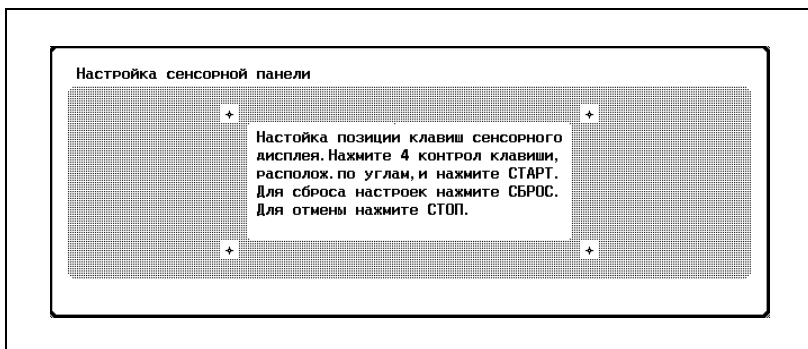 Настройка сенсорной панели
Настойка позиции клавиш сенсорного
дисплея. Нажмите 4 контрол клавиши,
располож. по углам, и нажмите СТАРТ.
Для сброса настроек нажмите СБРОС.
Для отмены нажмите СТОП.